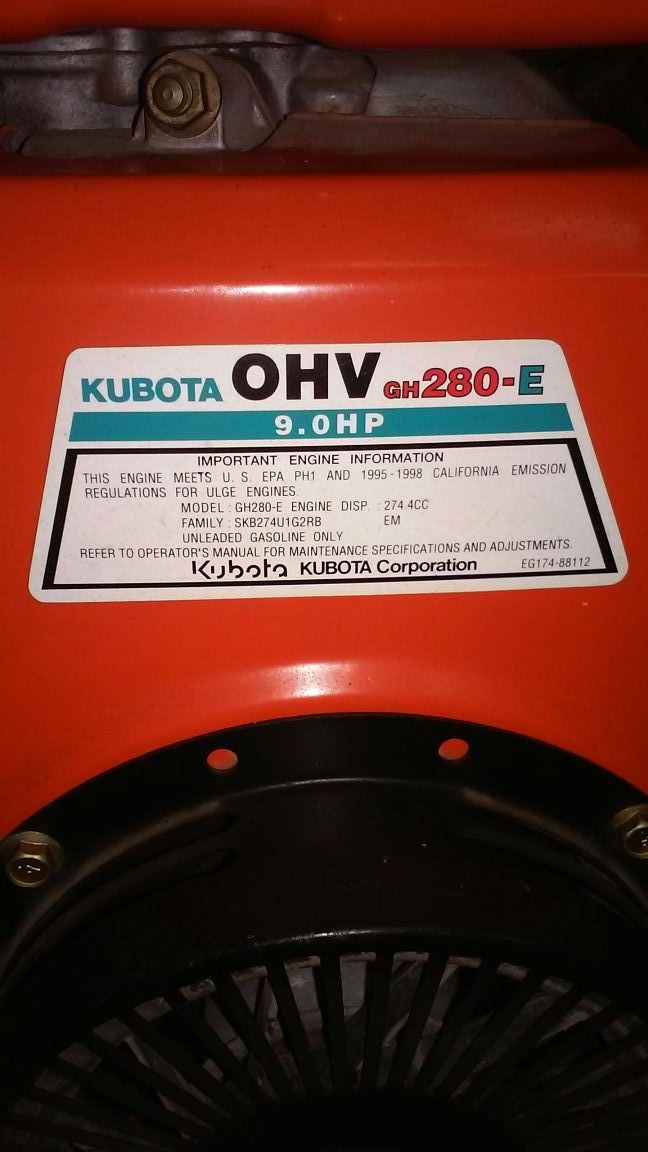 KUBOTA OHV GH280-E
9.0HP
IMPORTANT ENGINE INFORMATION
THIS ENGINE MEETS U. S. EPA PH1 AND 1995-1998 CALIFORNIA EMISSION
REGULATIONS FOR ULGE ENGINES.
MODEL : GH280-E ENGINE DISP. : 274.4CC
FAMILY : SKB274U1G2RB EM
UNLEADED GASOLINE ONLY
REFER TO OPERATOR'S MANUAL FOR MAINTENANCE SPECIFICATIONS AND ADJUSTMENTS.
Kubota KUBOTA Corporation EG174-88112